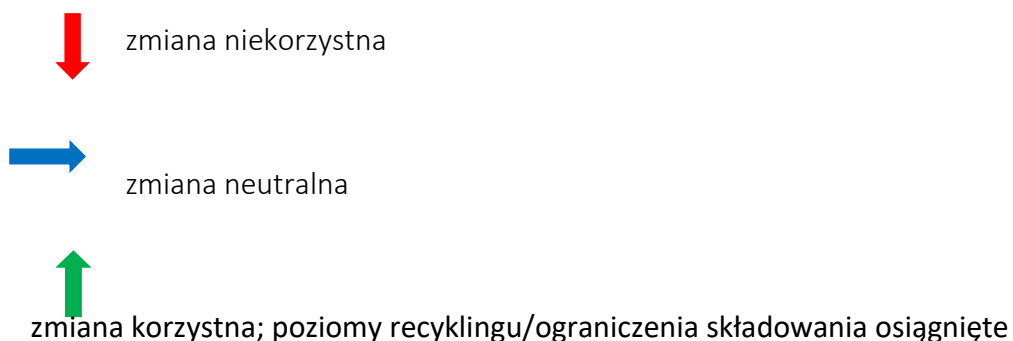 zmiana niekorzystna
zmiana neutralna
zmiana korzystna; poziomy recyklingu/ograniczenia składowania osiągnięte